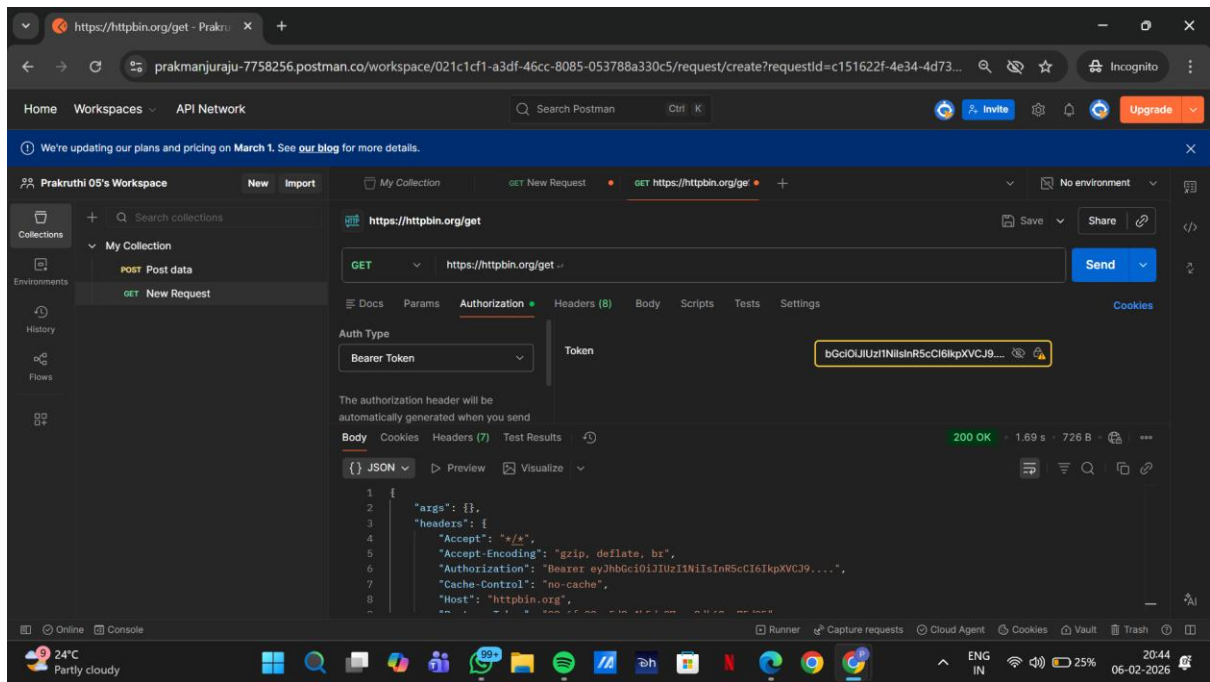 https://httpbin.org/get - Prakru
prakmanjuraju-7758256.postman.co/workspace/021c1cf1-a3df-46cc-8085-053788a330c5/request/create?requestId=c151622f-4e34-4d73...
Incognito
Home Workspaces API Network
Search Postman Ctrl K
Invite
Upgrade
We're updating our plans and pricing on March 1. See our blog for more details.
Prakruthi 05's Workspace New Import
My Collection GET New Request GET https://httpbin.org/ge
No environment
Collections
Search collections
https://httpbin.org/get
Save Share
My Collection
POST Post data
GET New Request
Environments
History
Flows
GET https://httpbin.org/get
Send
Docs Params Authorization Headers (8) Body Scripts Tests Settings
Cookies
Auth Type
Bearer Token
Token
bGciOiJIUzI1NiIsInR5cCI6IkpXVCJ9....
The authorization header will be
automatically generated when you send
Body Cookies Headers (7) Test Results
200 OK 1.69 s 726 B
{} JSON Preview Visualize
1 {
2 "args": {},
3 "headers": {
4 "Accept": "*/*",
5 "Accept-Encoding": "gzip, deflate, br",
6 "Authorization": "Bearer eyJhbGciOiJIUzI1NiIsInR5cCI6IkpXVCJ9....",
7 "Cache-Control": "no-cache",
8 "Host": "httpbin.org",
AI
Online Console
Runner Capture requests Cloud Agent Cookies Vault Trash
9
24°C
Partly cloudy
99+
ENG
IN
25%
20:44
06-02-2026